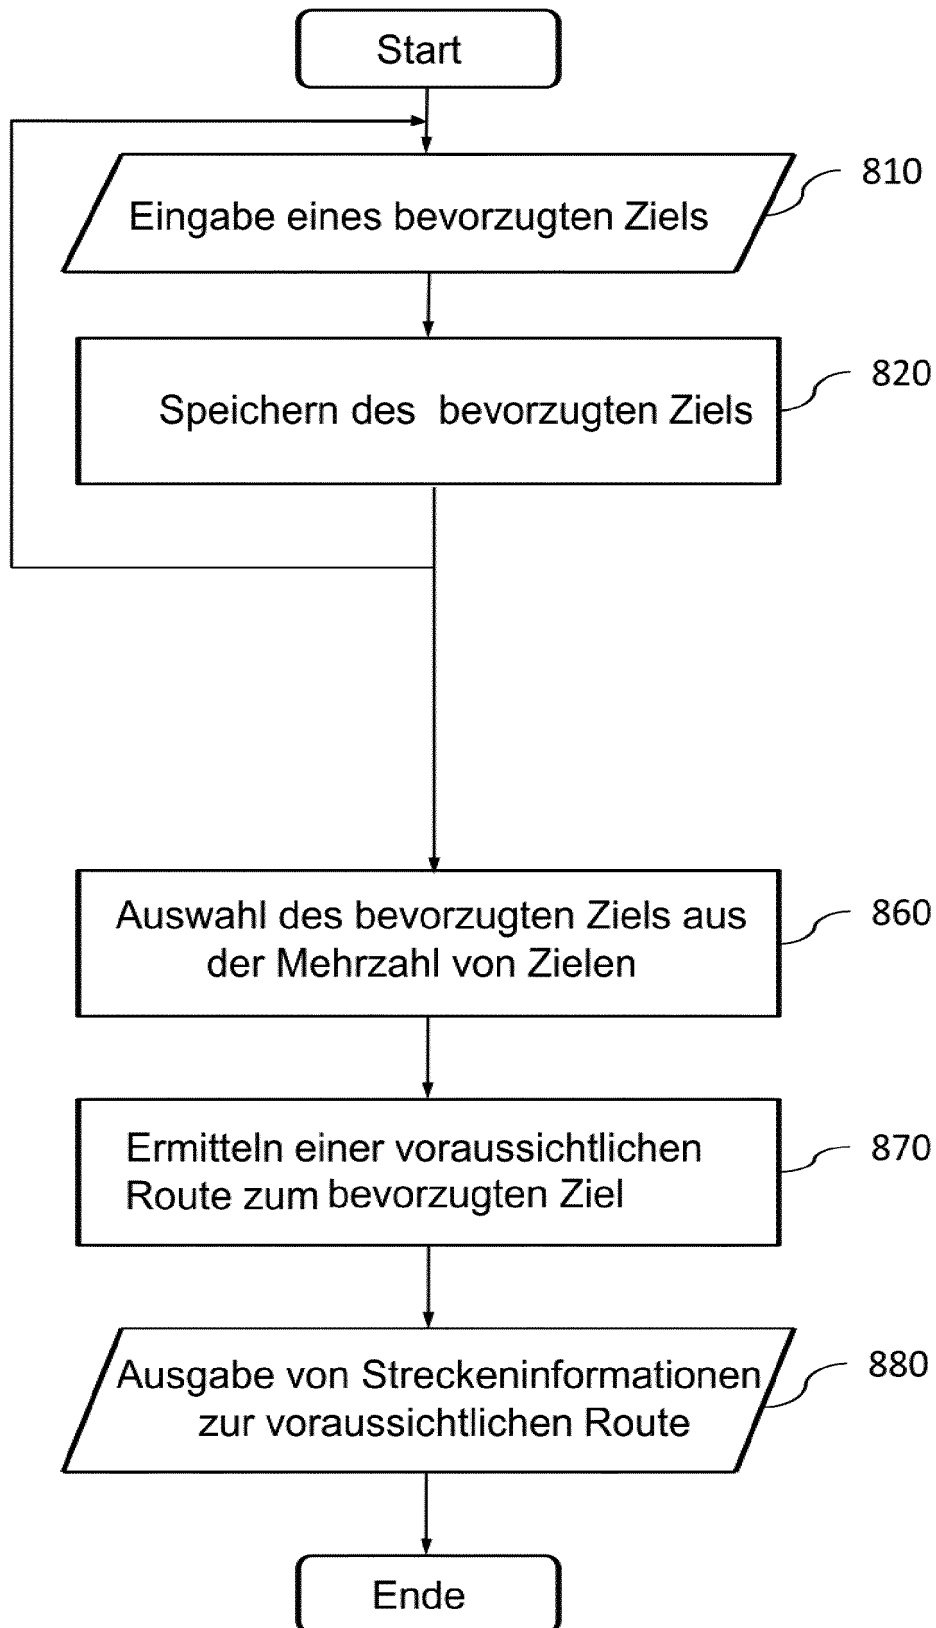 Start
810
Eingabe eines bevorzugten Ziels
820
Speichern des bevorzugten Ziels
Auswahl des bevorzugten Ziels aus
der Mehrzahl von Zielen
860
Ermitteln einer voraussichtlichen
Route zum bevorzugten Ziel
870
Ausgabe von Streckeninformationen
zur voraussichtlichen Route
880
Ende